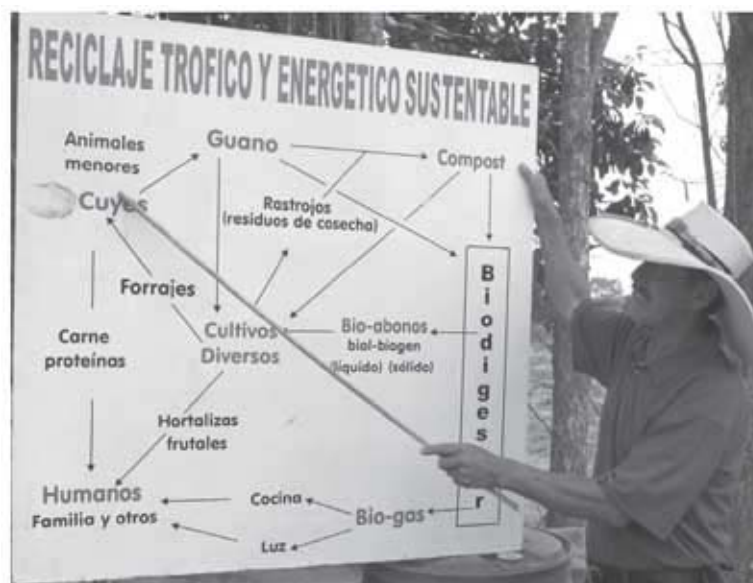 RECICLAJE TROFICO Y ENERGETICO SUSTENTABLE
Animales
menores
Guano
Compost
Cuyes
Rastrojos
(residuos de cosecha)
Forrajes
Cultivos
Diversos
Bio-abonos
biol-biogen
(líquido) (sólido)
Biodiges r
Carne
proteínas
Hortalizas
frutales
Humanos
Familia y otros
Cocina
Bio-gas
Luz